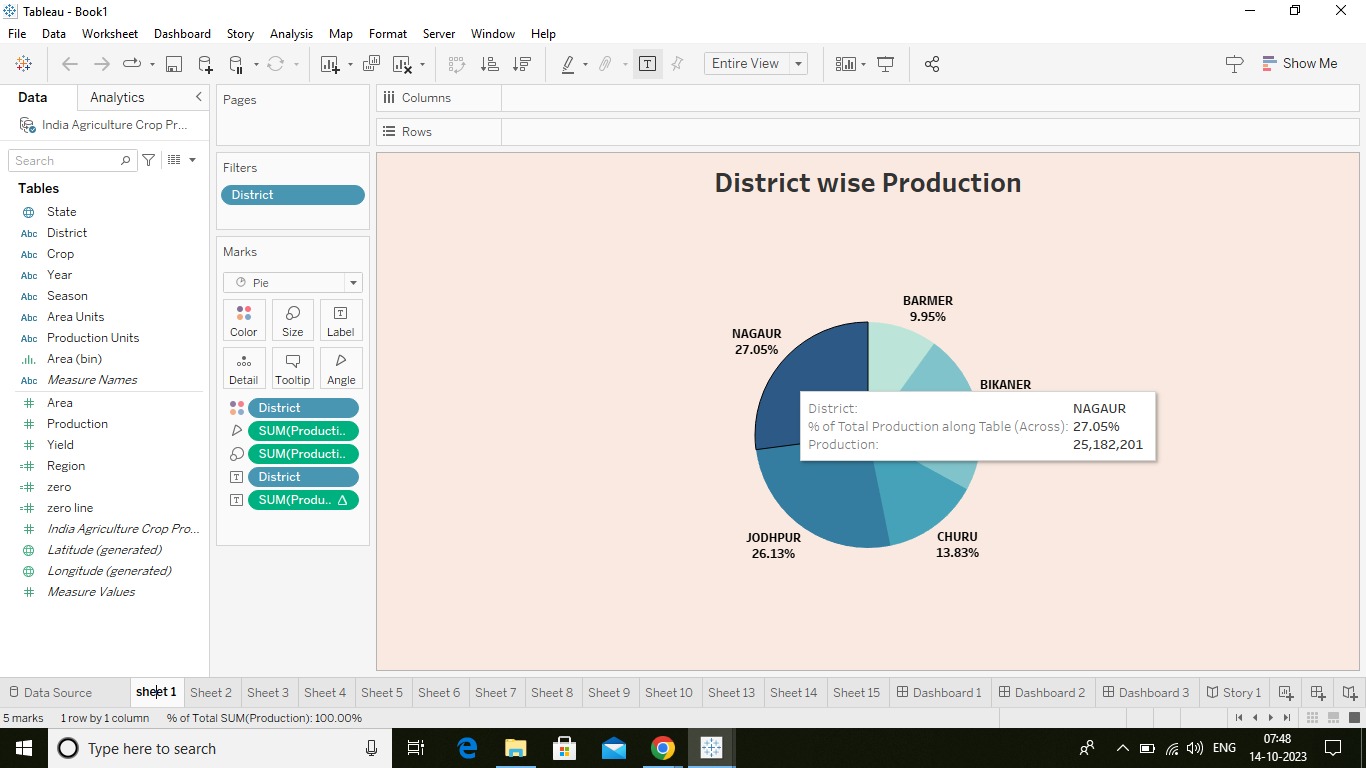 Tableau - Book1
File Data Worksheet Dashboard Story Analysis Map Format Server Window Help
Entire View
Show Me
Data Analytics
India Agriculture Crop Pr...
Search
Tables
State
Abc District
Abc Crop
Abc Year
Abc Season
Abc Area Units
Abc Production Units
Area (bin)
Abc Measure Names
Area
Production
Yield
Region
zero
zero line
India Agriculture Crop Pro...
Latitude (generated)
Longitude (generated)
Measure Values
Pages
Filters
District
Marks
Pie
Color Size Label
Detail Tooltip Angle
District
SUM(Producti..
SUM(Producti..
District
SUM(Produ.. Δ
Columns
Rows
District wise Production
BARMER
9.95%
NAGAUR
27.05%
BIKANER
District: NAGAUR
% of Total Production along Table (Across): 27.05%
Production: 25,182,201
JODHPUR
26.13%
CHURU
13.83%
Data Source sheet 1 Sheet 2 Sheet 3 Sheet 4 Sheet 5 Sheet 6 Sheet 7 Sheet 8 Sheet 9 Sheet 10 Sheet 13 Sheet 14 Sheet 15 Dashboard 1 Dashboard 2 Dashboard 3 Story 1
5 marks 1 row by 1 column % of Total SUM(Production): 100.00%
Type here to search
ENG
07:48
14-10-2023